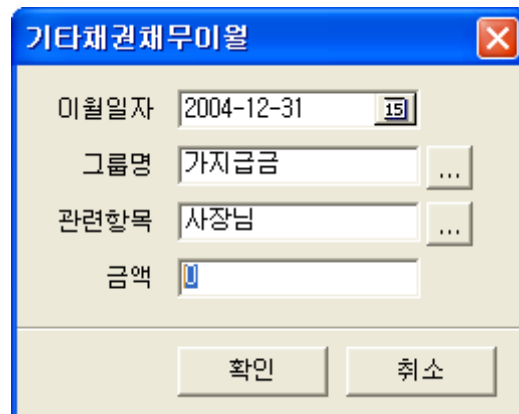 기타채권채무이월
이월일자 2004-12-31 15
그룹명 가지급금 ...
관련항목 사장님 ...
금액 0
확인 취소